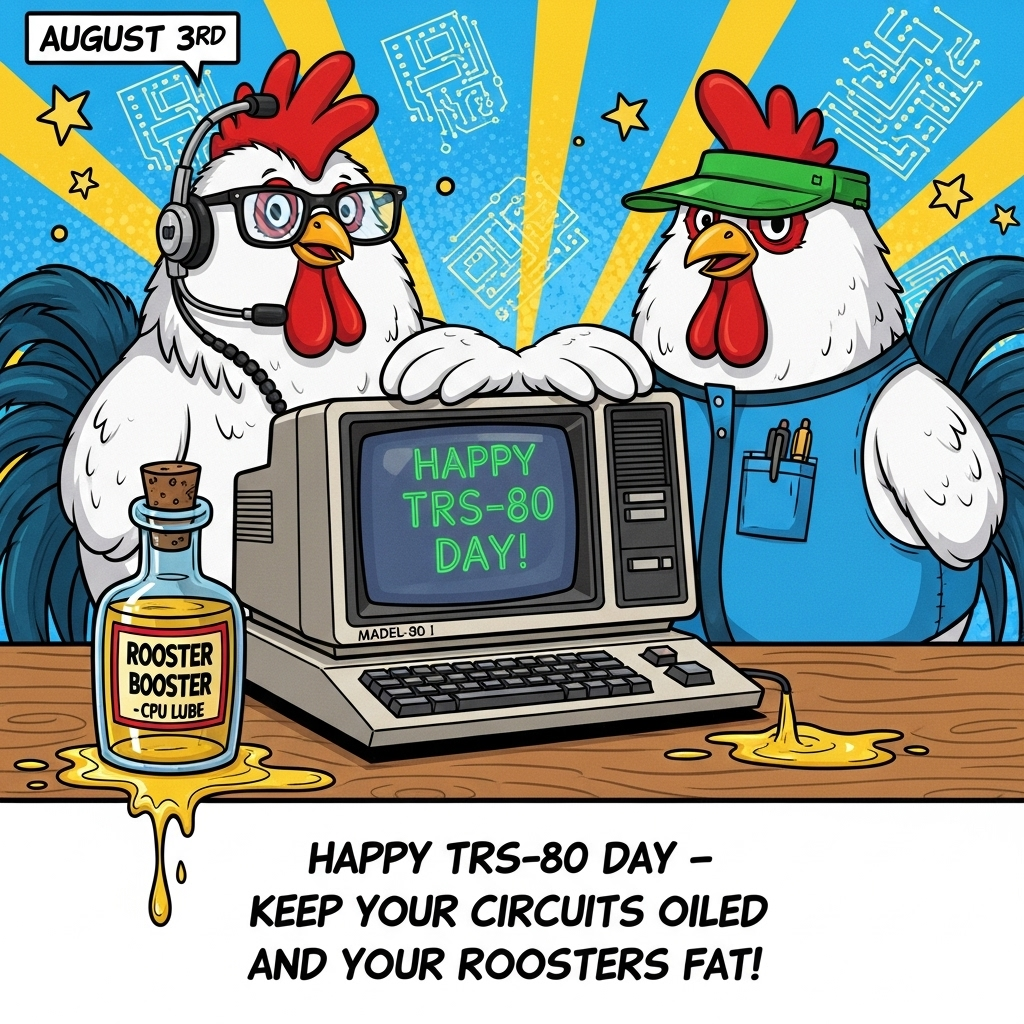 AUGUST 3RD
HAPPY
TRS-80
DAY!
MADEL-30 I
ROOSTER
BOOSTER
-CPU LUBE
HAPPY TRS-80 DAY –
KEEP YOUR CIRCUITS OILED
AND YOUR ROOSTERS FAT!